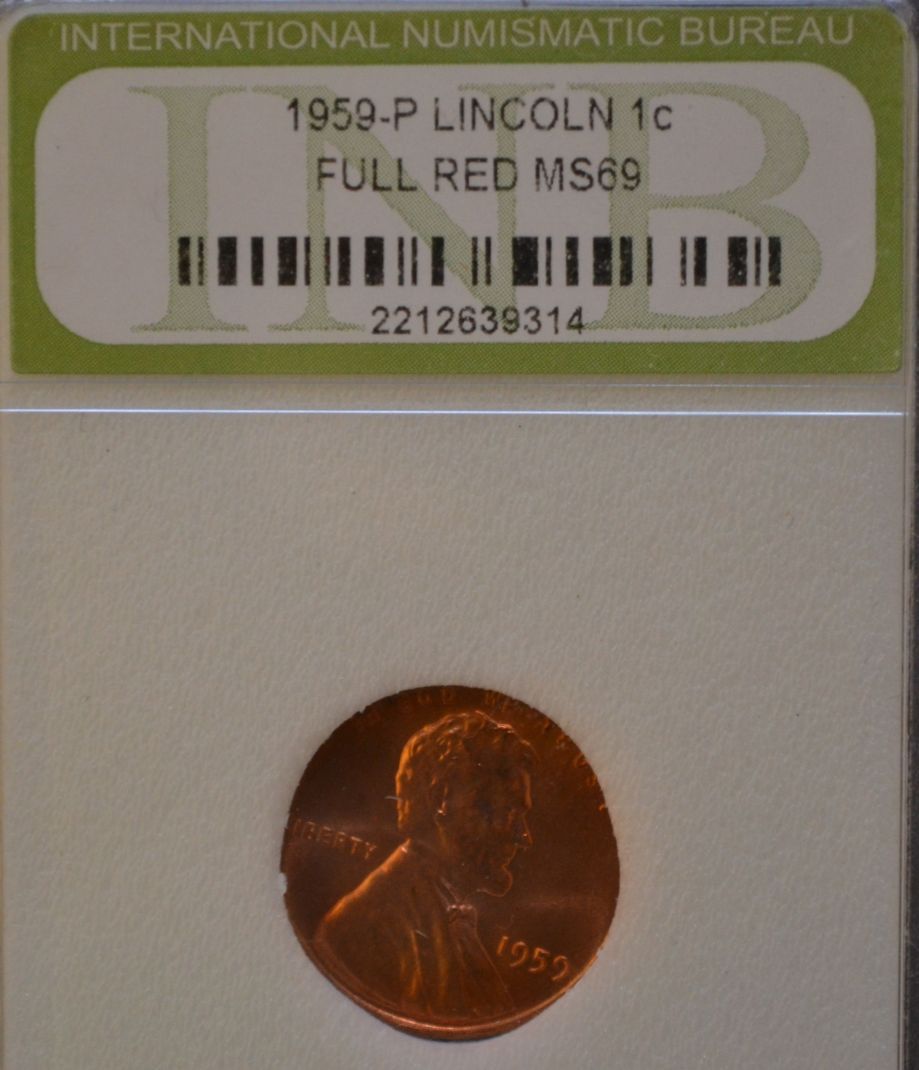 INTERNATIONAL NUMISMATIC BUREAU
INB
1959-P LINCOLN 1c
FULL RED MS69
2212639314
LIBERTY
1959